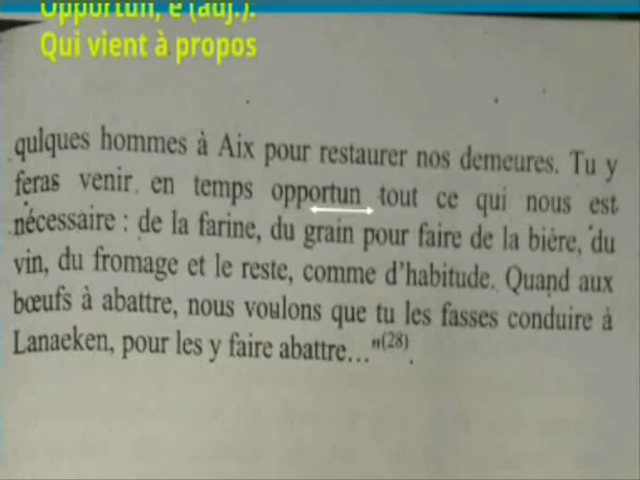 Opportun, e (adj.):
Qui vient à propos
qulques hommes à Aix pour restaurer nos demeures. Tu y
feras venir en temps opportun tout ce qui nous est
nécessaire : de la farine, du grain pour faire de la bière, du
vin, du fromage et le reste, comme d'habitude. Quand aux
bœufs à abattre, nous voulons que tu les fasses conduire à
Lanaeken, pour les y faire abattre..."(28).